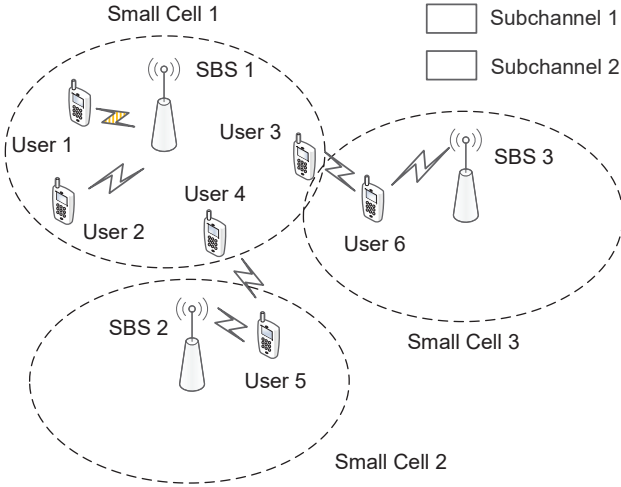 Small Cell 1
Subchannel 1
SBS 1
Subchannel 2
User 1
User 3
SBS 3
User 4
User 2
User 6
SBS 2
Small Cell 3
User 5
Small Cell 2